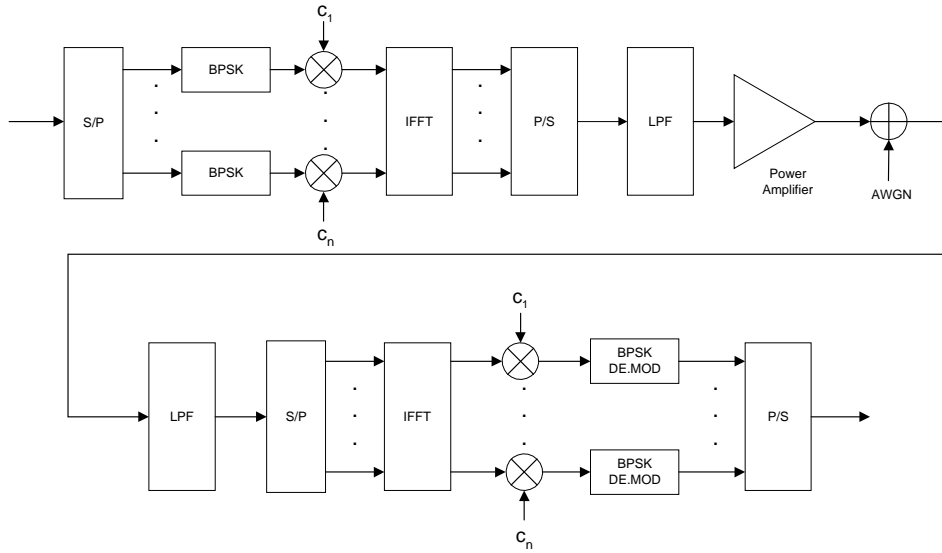 C1
S/P
BPSK
BPSK
Cn
IFFT
P/S
LPF
Power
Amplifier
AWGN
LPF
S/P
IFFT
C1
Cn
BPSK
DE.MOD
BPSK
DE.MOD
P/S